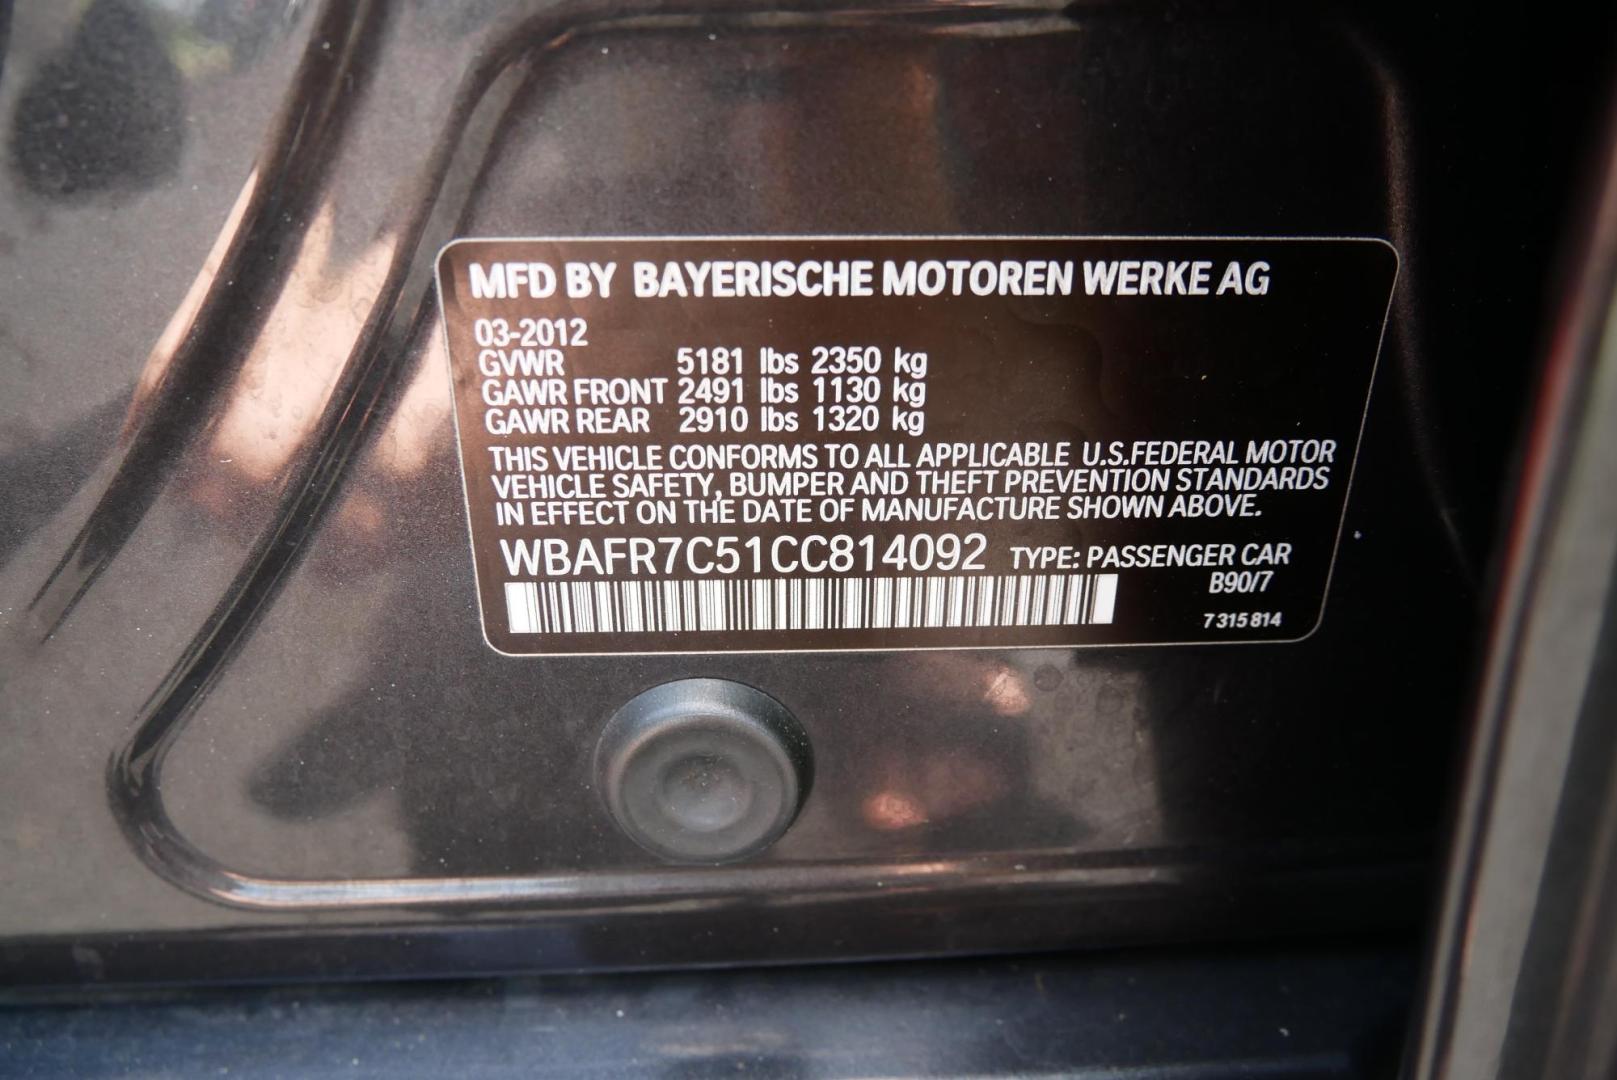 MFD BY BAYERISCHE MOTOREN WERKE AG
03-2012
GVWR 5181 lbs 2350 kg
GAWR FRONT 2491 lbs 1130 kg
GAWR REAR 2910 lbs 1320 kg
THIS VEHICLE CONFORMS TO ALL APPLICABLE U.S.FEDERAL MOTOR
VEHICLE SAFETY, BUMPER AND THEFT PREVENTION STANDARDS
IN EFFECT ON THE DATE OF MANUFACTURE SHOWN ABOVE.
WBAFR7C51CC814092 TYPE: PASSENGER CAR
B90/7
7 315 814